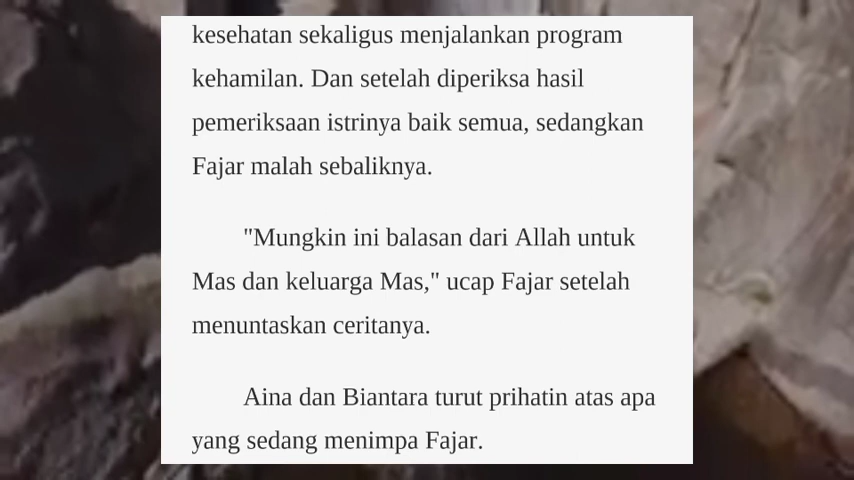 kesehatan sekaligus menjalankan program
kehamilan. Dan setelah diperiksa hasil
pemeriksaan istrinya baik semua, sedangkan
Fajar malah sebaliknya.
"Mungkin ini balasan dari Allah untuk
Mas dan keluarga Mas," ucap Fajar setelah
menuntaskan ceritanya.
Aina dan Biantara turut prihatin atas apa
yang sedang menimpa Fajar.